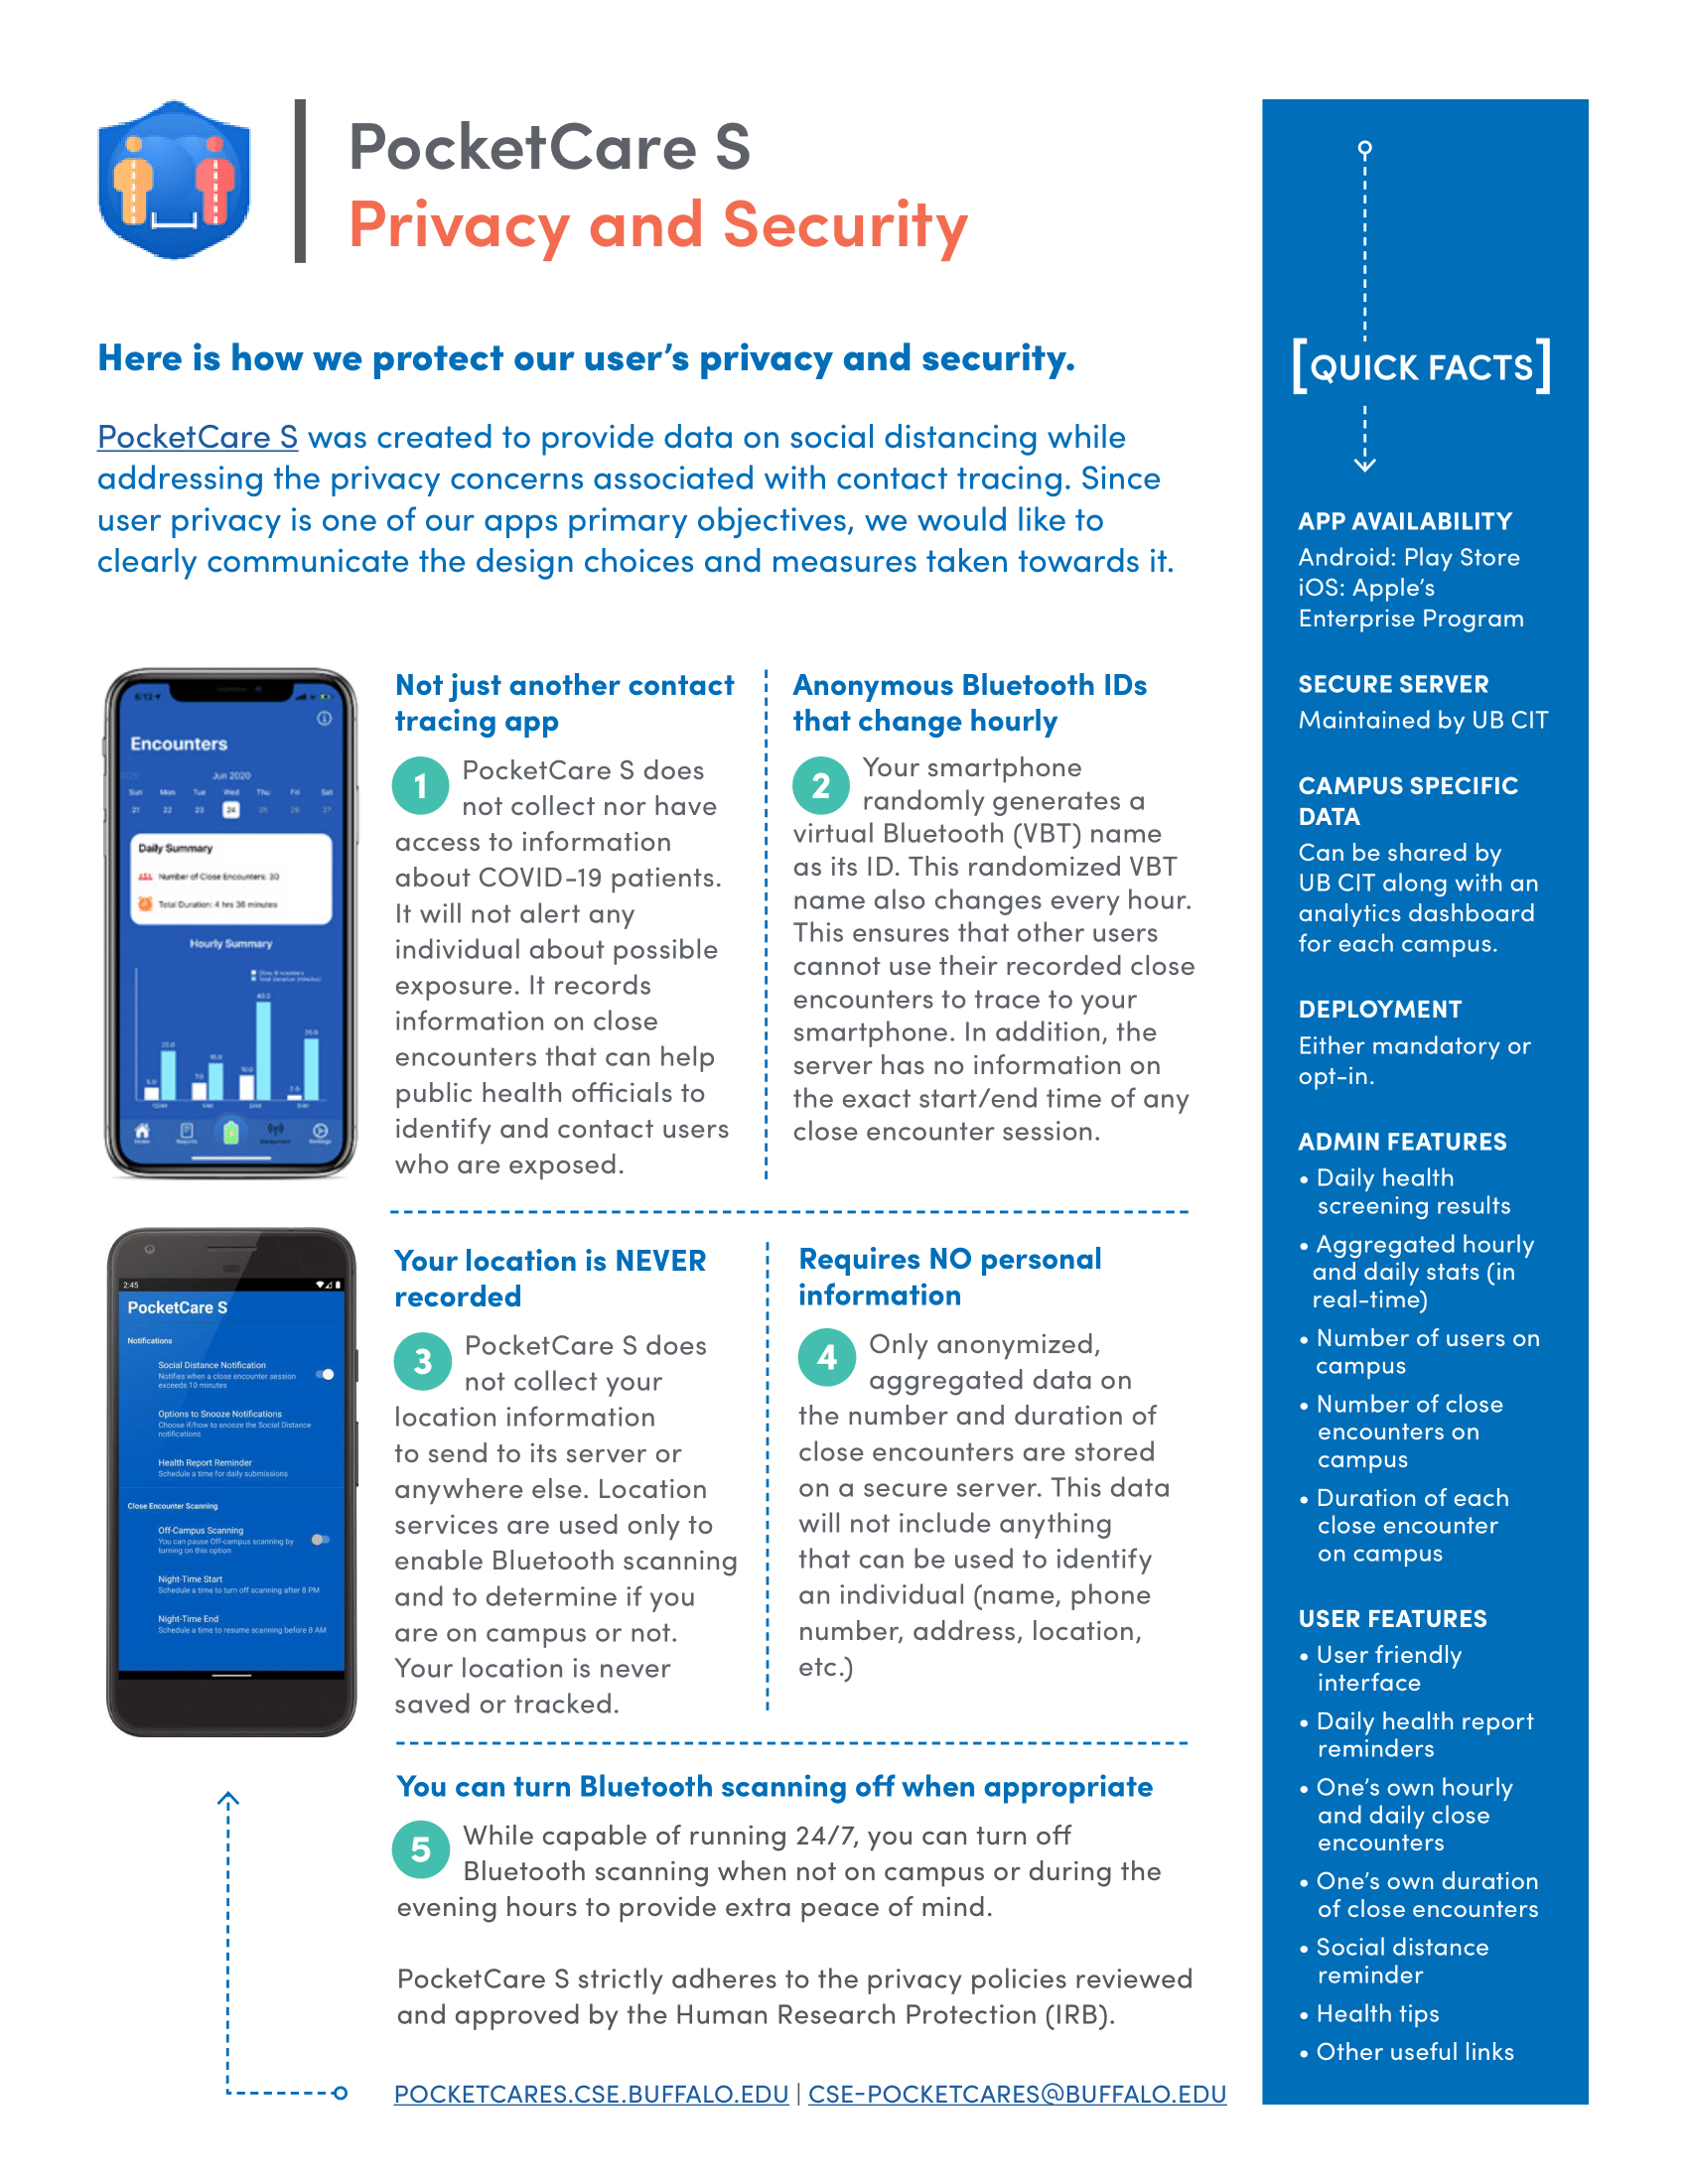 PocketCare S
Privacy and Security
Here is how we protect our user's privacy and security.
PocketCare S was created to provide data on social distancing while
addressing the privacy concerns associated with contact tracing. Since
user privacy is one of our apps primary objectives, we would like to
clearly communicate the design choices and measures taken towards it.
6:13
Encounters
Jun 2020
Sun Mon Tue Wed Thu Fri Sat
21 22 23 24 25 26 27
Daily Summary
Number of Close Encounters: 30
Total Duration: 4 hrs 36 minutes
Hourly Summary
Not just another contact
tracing app
1 PocketCare S does
not collect nor have
access to information
about COVID-19 patients.
It will not alert any
individual about possible
exposure. It records
information on close
encounters that can help
public health officials to
identify and contact users
who are exposed.
Anonymous Bluetooth IDs
that change hourly
2 Your smartphone
randomly generates a
virtual Bluetooth (VBT) name
as its ID. This randomized VBT
name also changes every hour.
This ensures that other users
cannot use their recorded close
encounters to trace to your
smartphone. In addition, the
server has no information on
the exact start/end time of any
close encounter session.
2:45
PocketCare S
Notifications
Social Distance Notification
Notifies when a close encounter session
exceeds 10 minutes
Options to Snooze Notifications
Choose if/how to snooze the Social Distance
notifications
Health Report Reminder
Schedule a time for daily submissions
Close Encounter Scanning
Off-Campus Scanning
You can pause Off-campus scanning by
turning on this option
Night-Time Start
Schedule a time to turn off scanning after 8 PM
Night-Time End
Schedule a time to resume scanning before 8 AM
Your location is NEVER
recorded
3 PocketCare S does
not collect your
location information
to send to its server or
anywhere else. Location
services are used only to
enable Bluetooth scanning
and to determine if you
are on campus or not.
Your location is never
saved or tracked.
Requires NO personal
information
4 Only anonymized,
aggregated data on
the number and duration of
close encounters are stored
on a secure server. This data
will not include anything
that can be used to identify
an individual (name, phone
number, address, location,
etc.)
You can turn Bluetooth scanning off when appropriate
5 While capable of running 24/7, you can turn off
Bluetooth scanning when not on campus or during the
evening hours to provide extra peace of mind.
PocketCare S strictly adheres to the privacy policies reviewed
and approved by the Human Research Protection (IRB).
POCKETCARES.CSE.BUFFALO.EDU | CSE-POCKETCARES@BUFFALO.EDU
[QUICK FACTS]
APP AVAILABILITY
Android: Play Store
iOS: Apple's
Enterprise Program
SECURE SERVER
Maintained by UB CIT
CAMPUS SPECIFIC
DATA
Can be shared by
UB CIT along with an
analytics dashboard
for each campus.
DEPLOYMENT
Either mandatory or
opt-in.
ADMIN FEATURES
• Daily health
screening results
• Aggregated hourly
and daily stats (in
real-time)
• Number of users on
campus
• Number of close
encounters on
campus
• Duration of each
close encounter
on campus
USER FEATURES
• User friendly
interface
• Daily health report
reminders
• One's own hourly
and daily close
encounters
• One's own duration
of close encounters
• Social distance
reminder
• Health tips
• Other useful links